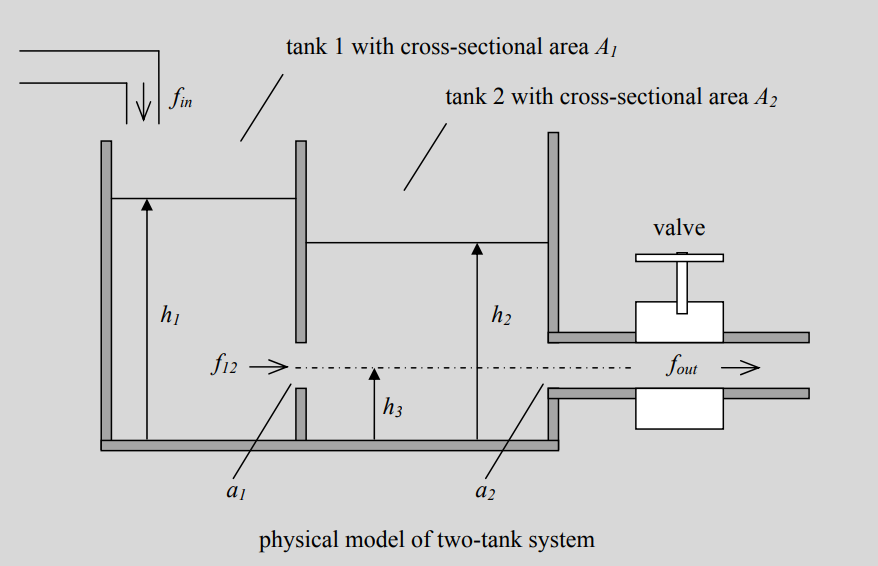 tank 1 with cross-sectional area A1
fin
tank 2 with cross-sectional area A2
valve
h1
h2
f12
fout
h3
a1
a2
physical model of two-tank system